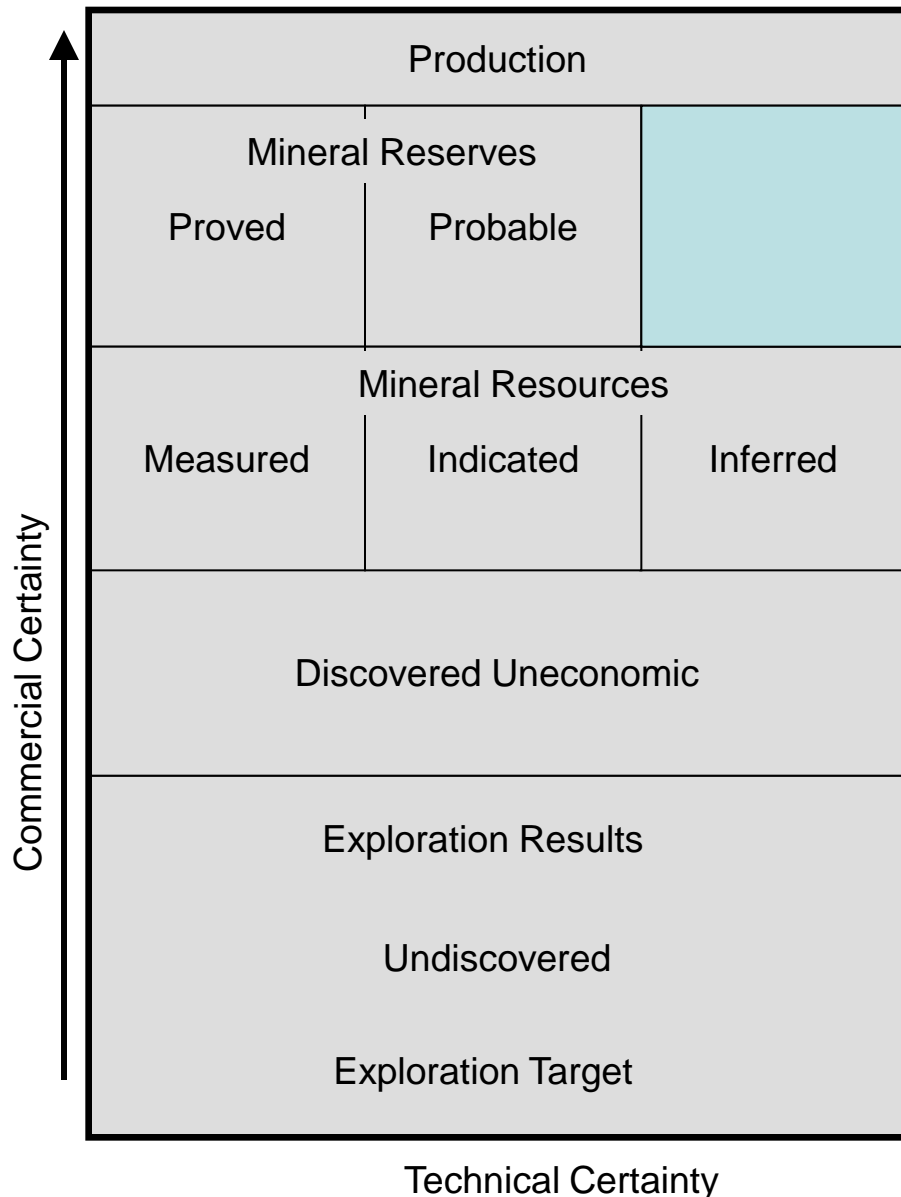 Production
Mineral Reserves
Proved Probable
Mineral Resources
Measured Indicated Inferred
Discovered Uneconomic
Exploration Results
Undiscovered
Exploration Target
Commercial Certainty
Technical Certainty